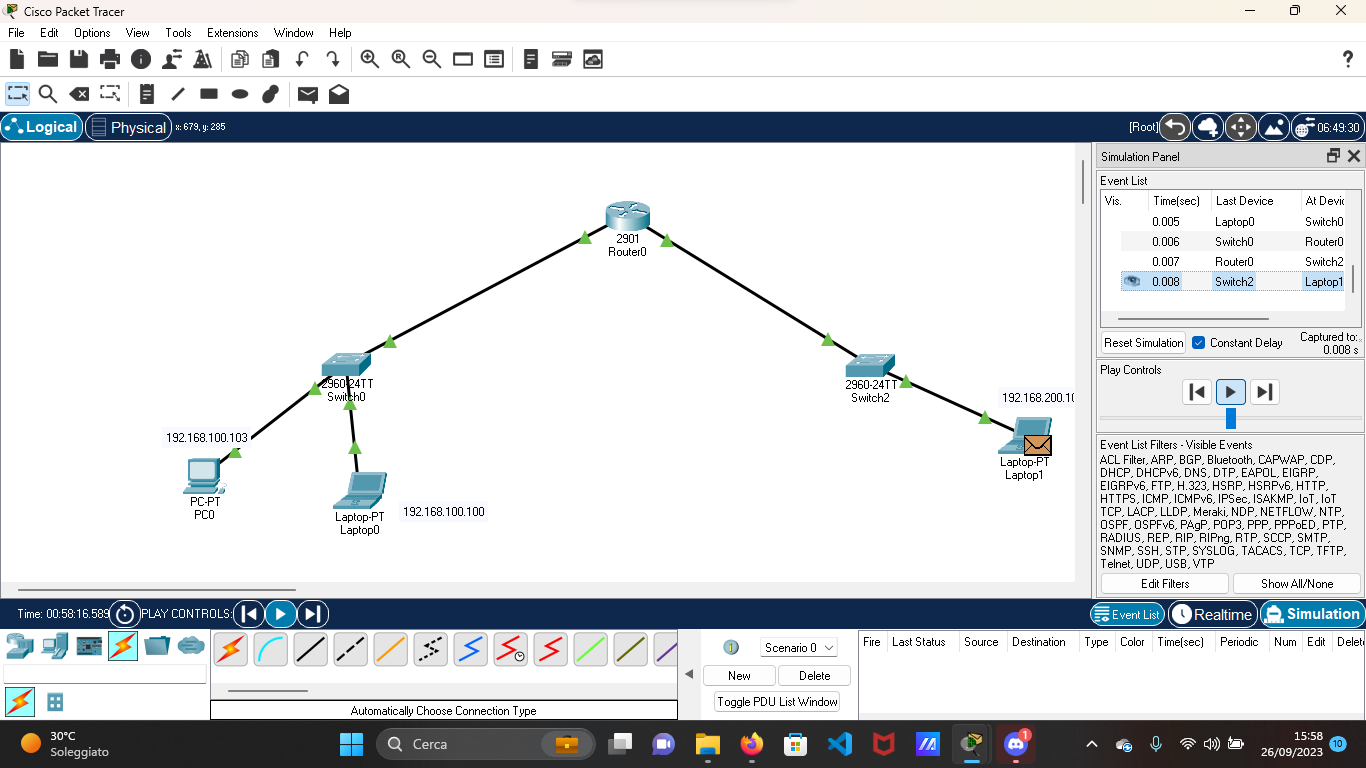 Cisco Packet Tracer
File Edit Options View Tools Extensions Window Help
Logical Physical x: 679, y: 285
[Root] 06:49:30
2901
Router0
2960-24TT
Switch0
2960-24TT
Switch2
192.168.200.10
192.168.100.103
Laptop-PT
Laptop1
PC-PT
PC0
Laptop-PT
Laptop0
192.168.100.100
Simulation Panel
Event List
Vis. Time(sec) Last Device At Devic
0.005 Laptop0 Switch0
0.006 Switch0 Router0
0.007 Router0 Switch2
0.008 Switch2 Laptop1
Reset Simulation Constant Delay Captured to:
0.008 s
Play Controls
Event List Filters - Visible Events
ACL Filter, ARP, BGP, Bluetooth, CAPWAP, CDP,
DHCP, DHCPv6, DNS, DTP, EAPOL, EIGRP,
EIGRPv6, FTP, H.323, HSRP, HSRPv6, HTTP,
HTTPS, ICMP, ICMPv6, IPSec, ISAKMP, IoT, IoT
TCP, LACP, LLDP, Meraki, NDP, NETFLOW, NTP,
OSPF, OSPFv6, PAgP, POP3, PPP, PPPoED, PTP,
RADIUS, REP, RIP, RIPng, RTP, SCCP, SMTP,
SNMP, SSH, STP, SYSLOG, TACACS, TCP, TFTP,
Telnet, UDP, USB, VTP
Edit Filters Show All/None
Time: 00:58:16.589 PLAY CONTROLS:
Event List Realtime Simulation
Automatically Choose Connection Type
Scenario 0
New Delete
Toggle PDU List Window
Fire Last Status Source Destination Type Color Time(sec) Periodic Num Edit Delete
30°C
Soleggiato
Cerca
1
15:58
26/09/2023
10